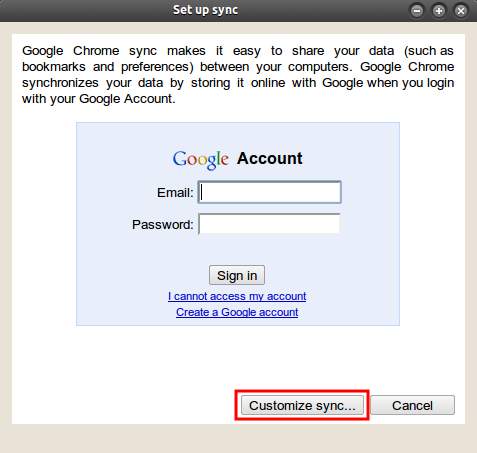 Set up sync
Google Chrome sync makes it easy to share your data (such as
bookmarks and preferences) between your computers. Google Chrome
synchronizes your data by storing it online with Google when you login
with your Google Account.
Google Account
Email:
Password:
Sign in
I cannot access my account
Create a Google account
Customize sync... Cancel